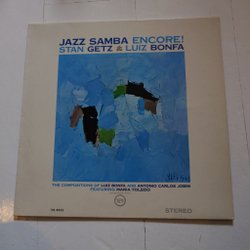 JAZZ SAMBA ENCORE!
STAN GETZ & LUIZ BONFA
THE COMPOSITIONS OF LUIZ BONFA AND ANTONIO CARLOS JOBIM
FEATURING MARIA TOLEDO
STEREO